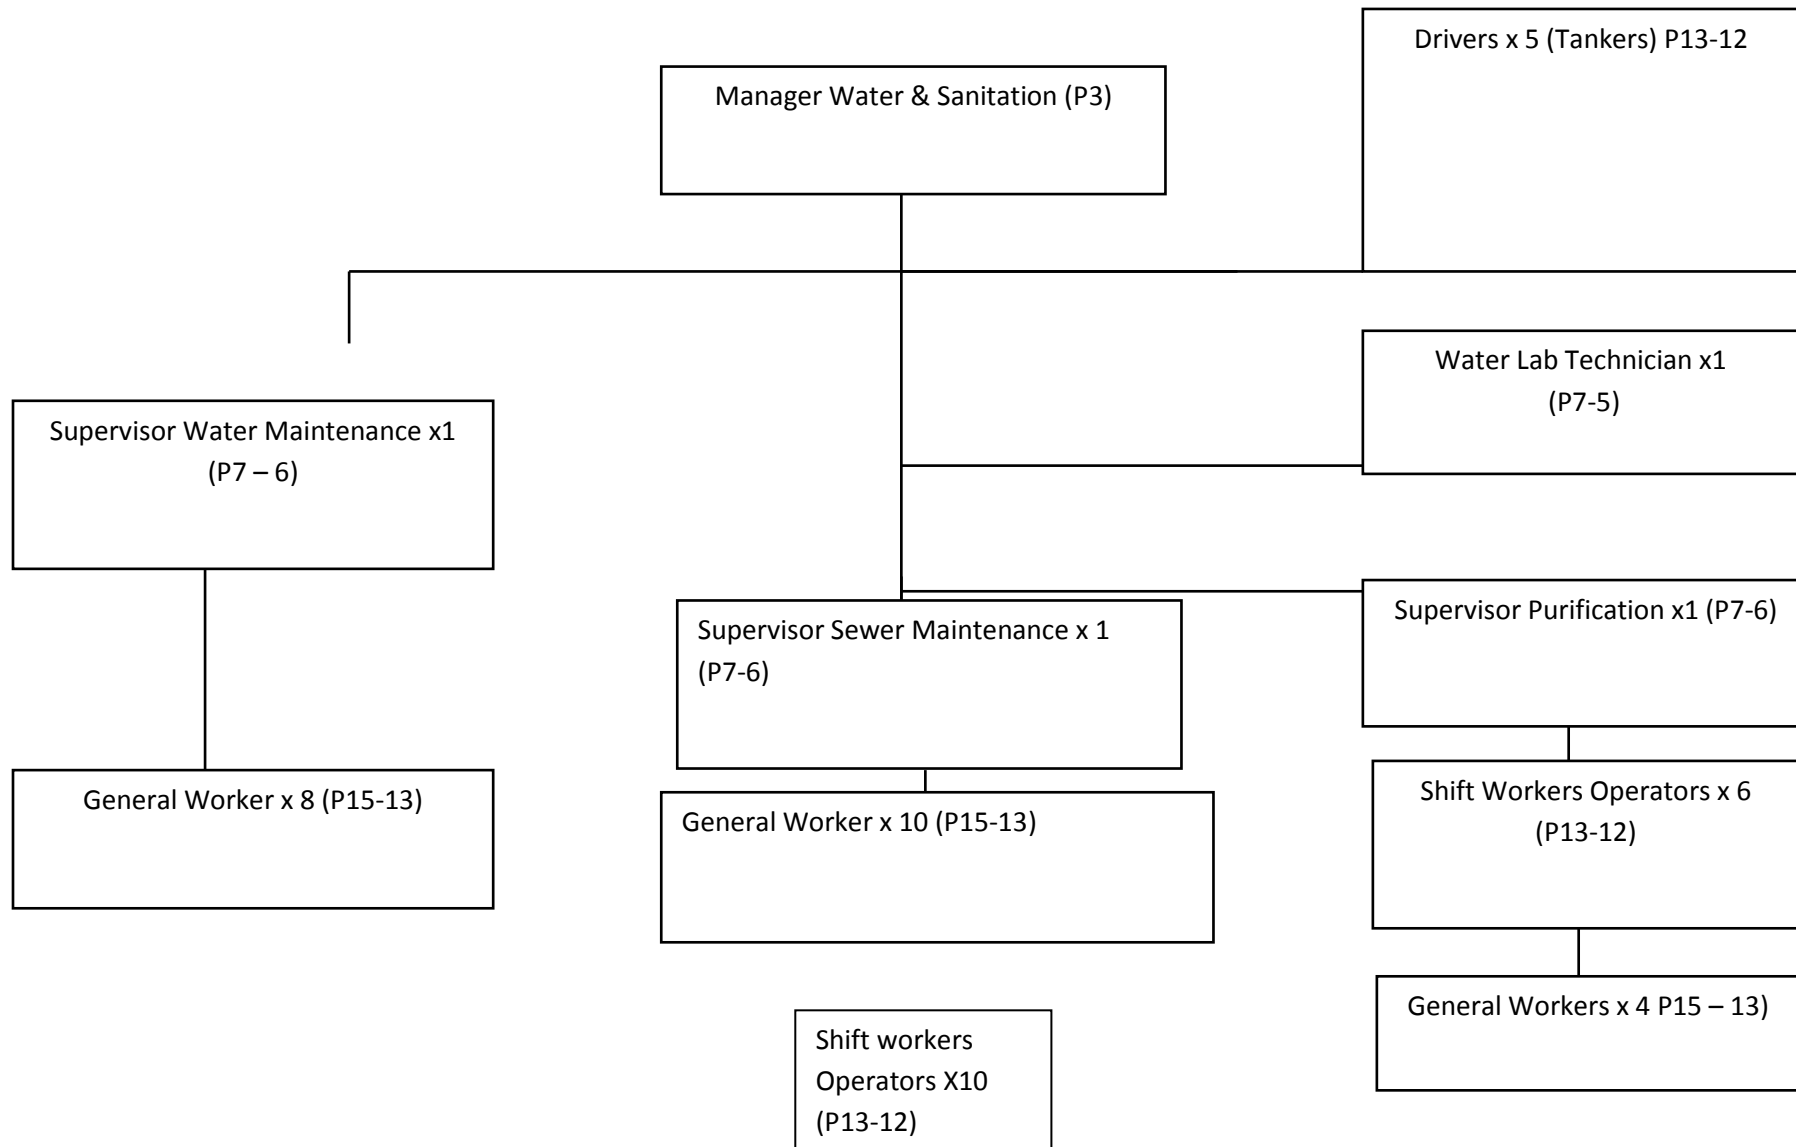 Drivers x 5 (Tankers) P13-12
Manager Water & Sanitation (P3)
Water Lab Technician x1
(P7-5)
Supervisor Water Maintenance x1
(P7 – 6)
Supervisor Purification x1 (P7-6)
Supervisor Sewer Maintenance x 1
(P7-6)
General Worker x 8 (P15-13)
General Worker x 10 (P15-13)
Shift Workers Operators x 6
(P13-12)
General Workers x 4 P15 – 13)
Shift workers
Operators X10
(P13-12)